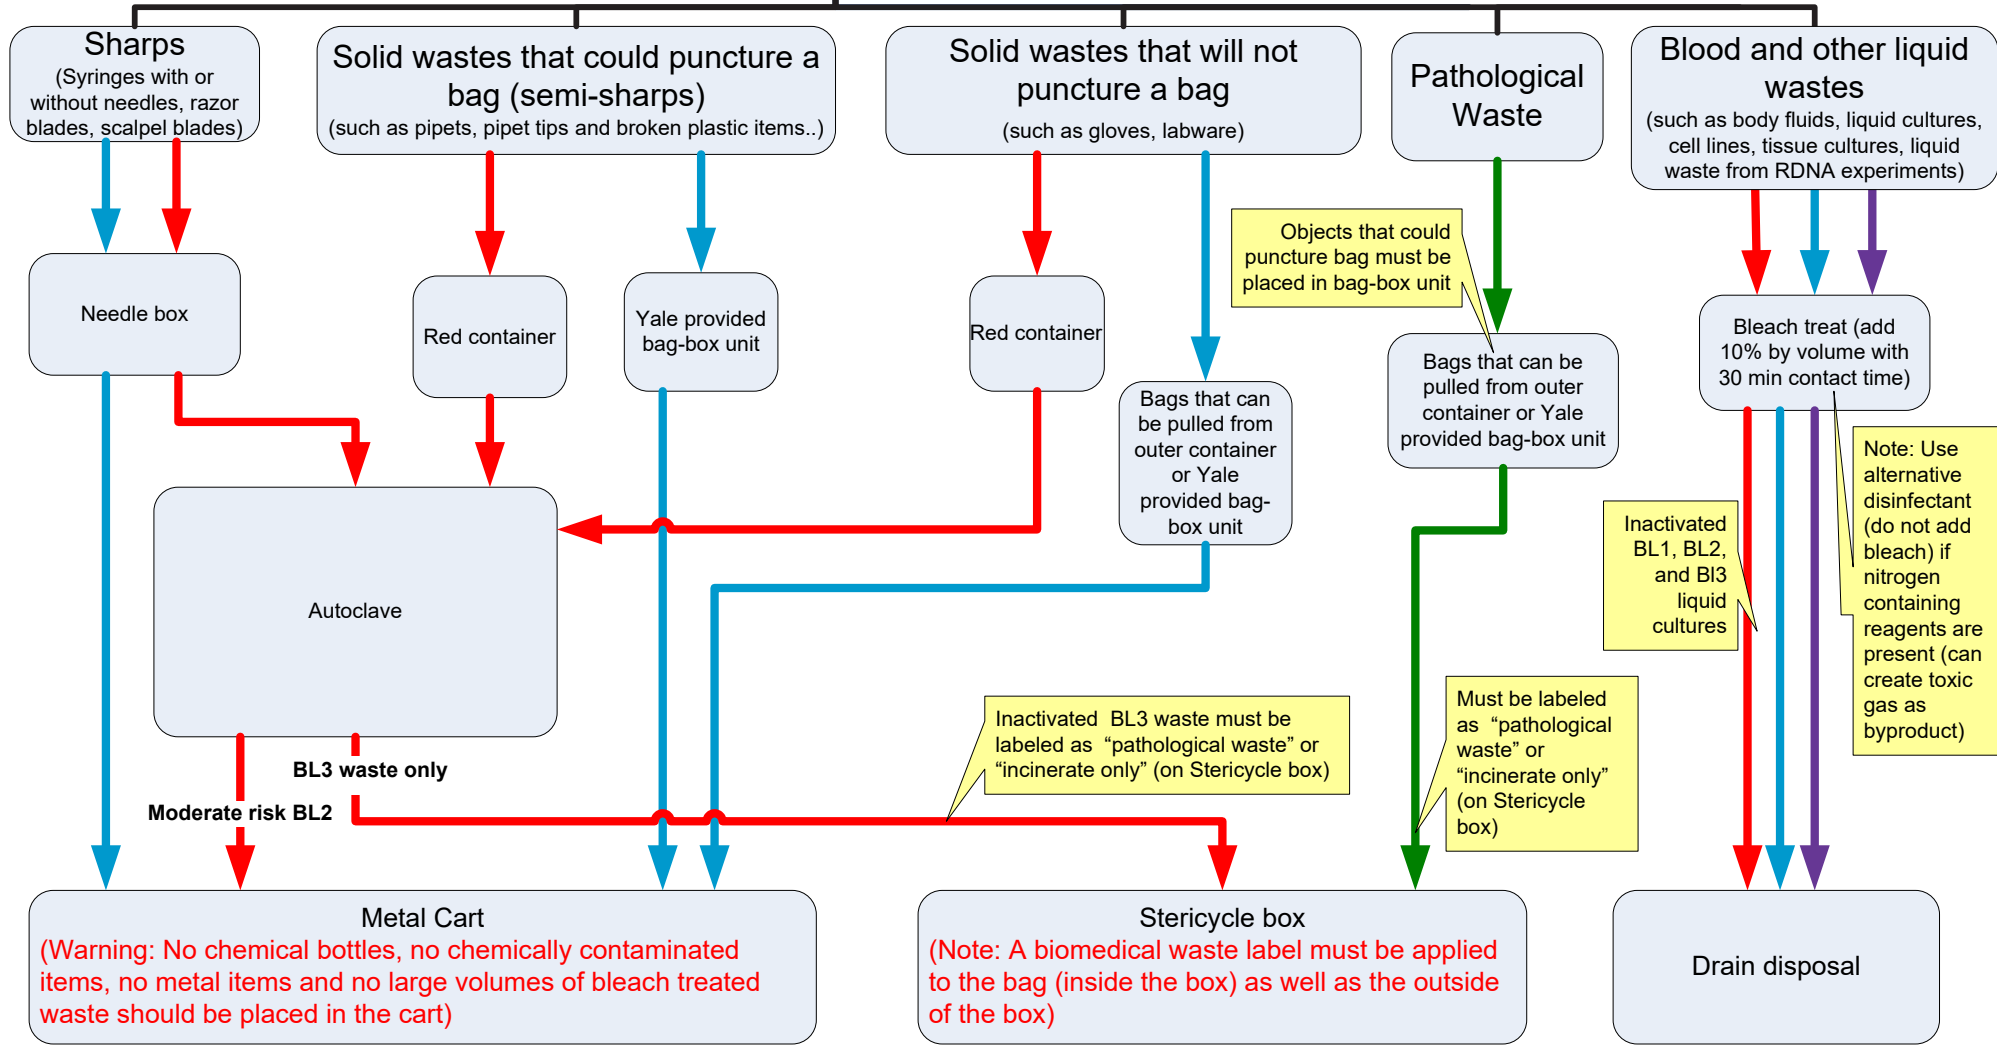 Sharps
(Syringes with or
without needles, razor
blades, scalpel blades)
Solid wastes that could puncture a
bag (semi-sharps)
(such as pipets, pipet tips and broken plastic items..)
Solid wastes that will not
puncture a bag
(such as gloves, labware)
Pathological
Waste
Blood and other liquid
wastes
(such as body fluids, liquid cultures,
cell lines, tissue cultures, liquid
waste from RDNA experiments)
Objects that could
puncture bag must be
placed in bag-box unit
Needle box
Red container
Yale provided
bag-box unit
Red container
Bags that can
be pulled from
outer container
or Yale
provided bag-
box unit
Bags that can be
pulled from outer
container or Yale
provided bag-box unit
Bleach treat (add
10% by volume with
30 min contact time)
Note: Use
alternative
disinfectant
(do not add
bleach) if
nitrogen
containing
reagents are
present (can
create toxic
gas as
byproduct)
Inactivated
BL1, BL2,
and Bl3
liquid
cultures
Autoclave
BL3 waste only
Moderate risk BL2
Inactivated  BL3 waste must be
labeled as  “pathological waste” or
“incinerate only” (on Stericycle box)
Must be labeled
as  “pathological
waste” or
“incinerate only”
(on Stericycle
box)
Metal Cart
(Warning: No chemical bottles, no chemically contaminated
items, no metal items and no large volumes of bleach treated
waste should be placed in the cart)
Stericycle box
(Note: A biomedical waste label must be applied
to the bag (inside the box) as well as the outside
of the box)
Drain disposal